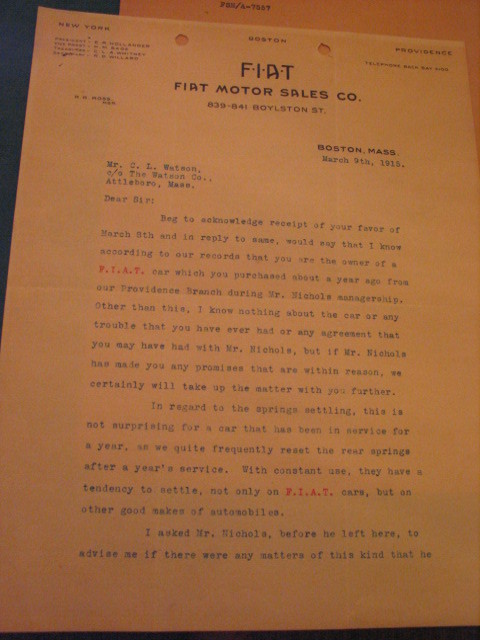 NEW YORK
BOSTON
PROVIDENCE
F·I·A·T
FIAT MOTOR SALES CO.
839-841 BOYLSTON ST.
BOSTON, MASS.
March 9th, 1915.
Mr. C. L. Watson,
c/o The Watson Co.,
Attleboro, Mass.
Dear Sir:
Beg to acknowledge receipt of your favor of
March 8th and in reply to same, would say that I know
according to our records that you are the owner of a
F.I.A.T. car which you purchased about a year ago from
our Providence Branch during Mr. Nichols managership.
Other than this, I know nothing about the car or any
trouble that you have ever had or any agreement that
you may have had with Mr. Nichols, but if Mr. Nichols
has made you any promises that are within reason, we
certainly will take up the matter with you further.
In regard to the springs settling, this is
not surprising for a car that has been in service for
a year, as we quite frequently reset the rear springs
after a year's service. With constant use, they have a
tendency to settle, not only on F.I.A.T. cars, but on
other good makes of automobiles.
I asked Mr. Nichols, before he left here, to
advise me if there were any matters of this kind that he